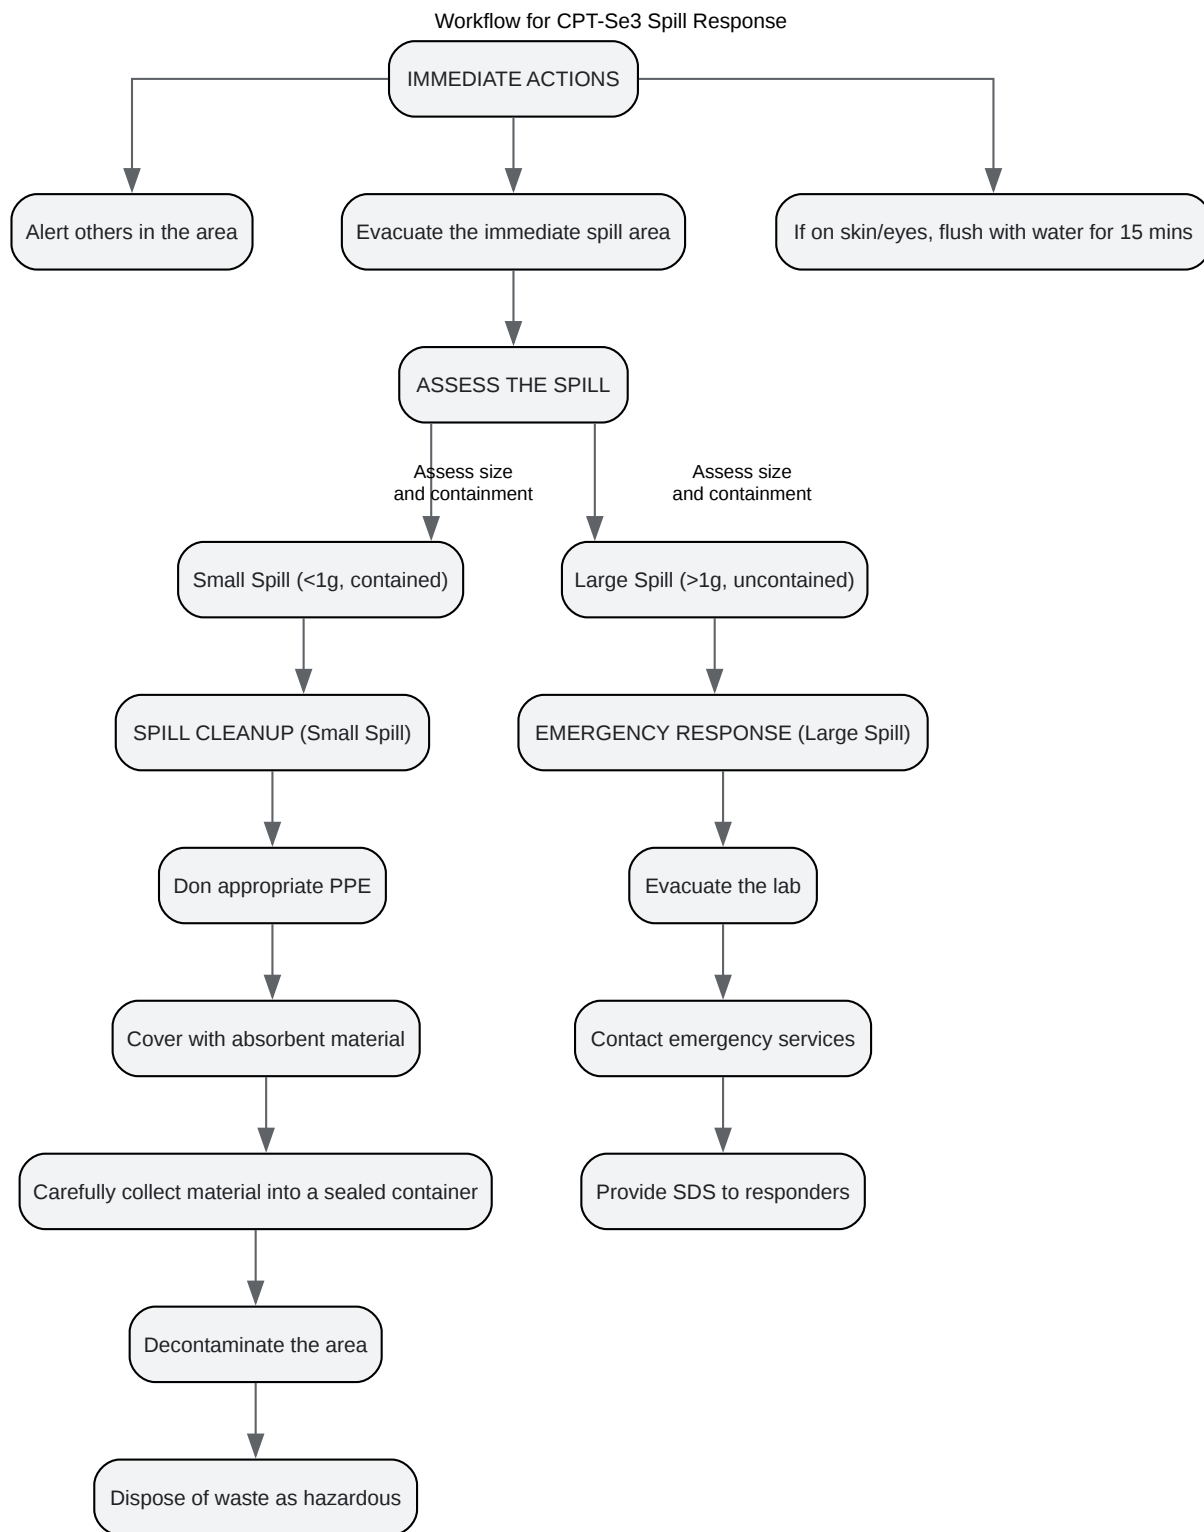 Workflow for CPT-Se3 Spill Response
IMMEDIATE ACTIONS
Alert others in the area
Evacuate the immediate spill area
If on skin/eyes, flush with water for 15 mins
ASSESS THE SPILL
Assess size
and containment
Assess size
and containment
Small Spill (<1g, contained)
Large Spill (>1g, uncontained)
SPILL CLEANUP (Small Spill)
EMERGENCY RESPONSE (Large Spill)
Don appropriate PPE
Evacuate the lab
Cover with absorbent material
Contact emergency services
Carefully collect material into a sealed container
Provide SDS to responders
Decontaminate the area
Dispose of waste as hazardous